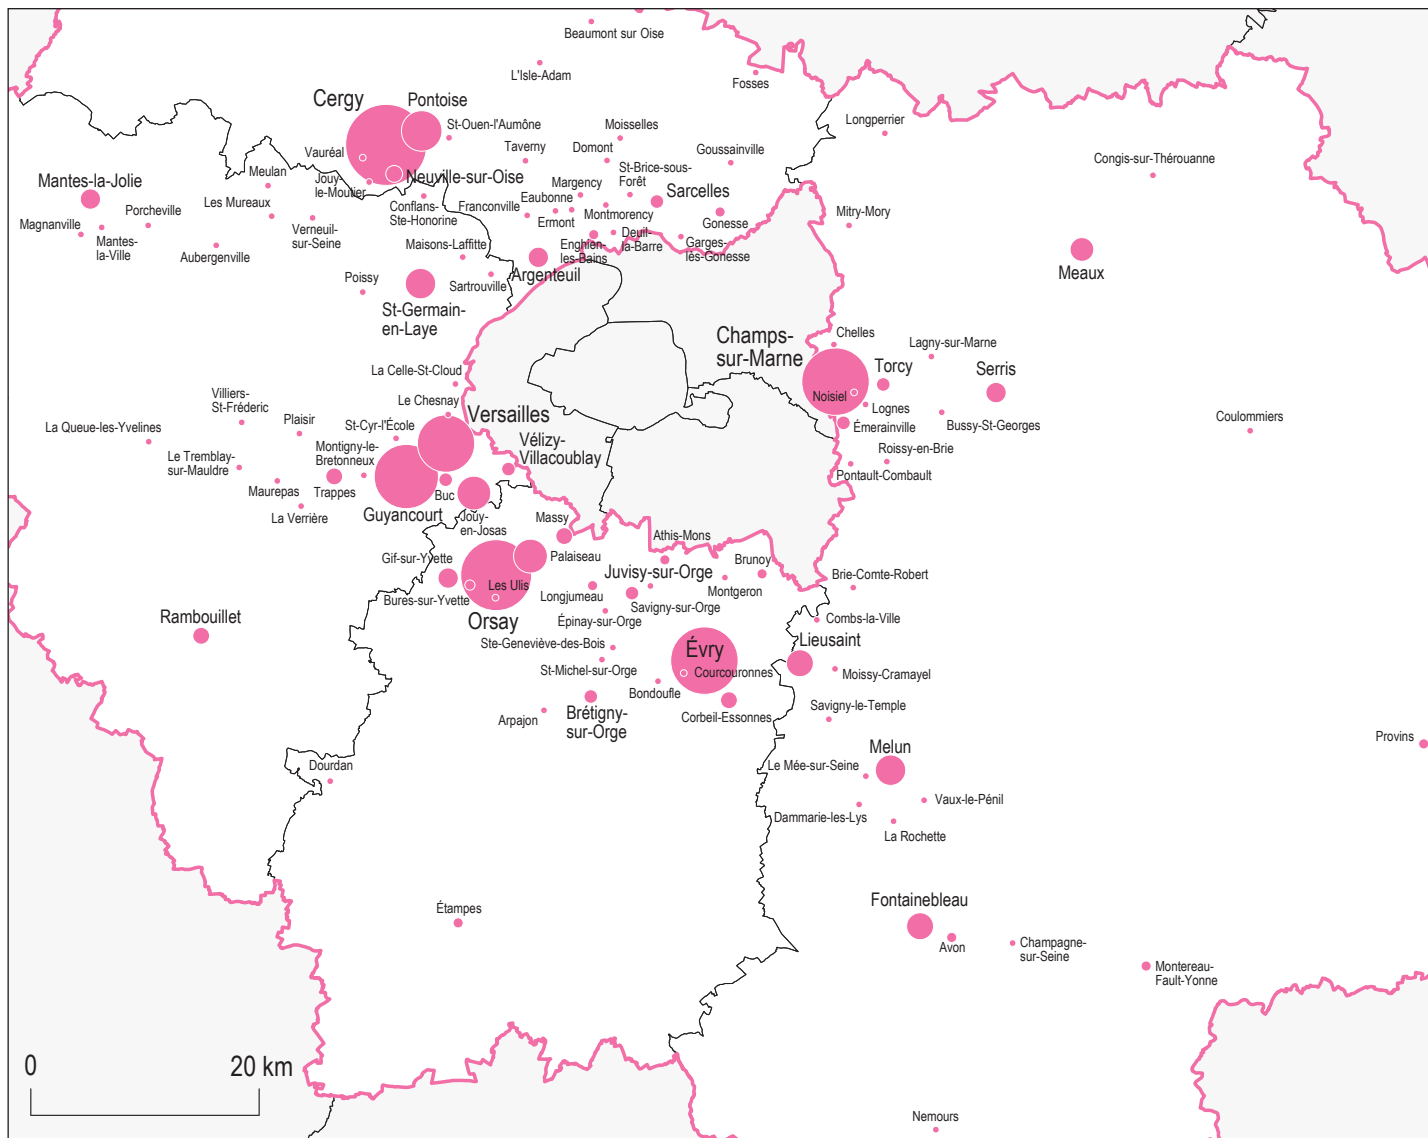 Beaumont sur Oise
L'Isle-Adam
Fosses
Cergy
Pontoise
St-Ouen-l'Aumône
Moisselles
Longperrier
Vauréal
Taverny
Domont
Goussainville
Congis-sur-Thérouanne
Mantes-la-Jolie
Meulan
Jouy-
le-Moutier
Neuville-sur-Oise
Margency
St-Brice-sous-
Forêt
Sarcelles
Magnanville
Porcheville
Les Mureaux
Conflans-
Ste-Honorine
Franconville
Eaubonne
Ermont
Montmorency
Gonesse
Mitry-Mory
Mantes-
la-Ville
Verneuil-
sur-Seine
Maisons-Laffitte
Enghien-
les-Bains
Deuil-
la-Barre
Garges-
lès-Gonesse
Aubergenville
Poissy
Sartrouville
Argenteuil
Meaux
St-Germain-
en-Laye
Champs-
sur-Marne
Chelles
Lagny-sur-Marne
Torcy
Serris
La Celle-St-Cloud
Noisiel
Villiers-
St-Fréderic
Plaisir
Le Chesnay
Versailles
Lognes
Bussy-St-Georges
Coulommiers
La Queue-les-Yvelines
St-Cyr-l'École
Émerainville
Le Tremblay-
sur-Mauldre
Montigny-le-
Bretonneux
Vélizy-
Villacoublay
Roissy-en-Brie
Pontault-Combault
Maurepas
Trappes
Buc
La Verrière
Guyancourt
Jouy-
en-Josas
Massy
Athis-Mons
Gif-sur-Yvette
Palaiseau
Juvisy-sur-Orge
Brunoy
Brie-Comte-Robert
Les Ulis
Bures-sur-Yvette
Longjumeau
Savigny-sur-Orge
Montgeron
Rambouillet
Orsay
Épinay-sur-Orge
Combs-la-Ville
Ste-Geneviève-des-Bois
Évry
Lieusaint
St-Michel-sur-Orge
Courcouronnes
Moissy-Cramayel
Bondoufle
Arpajon
Brétigny-
sur-Orge
Corbeil-Essonnes
Savigny-le-Temple
Provins
Dourdan
Melun
Le Mée-sur-Seine
Vaux-le-Pénil
Dammarie-les-Lys
La Rochette
Étampes
Fontainebleau
Avon
Champagne-
sur-Seine
Montereau-
Fault-Yonne
0
20 km
Nemours